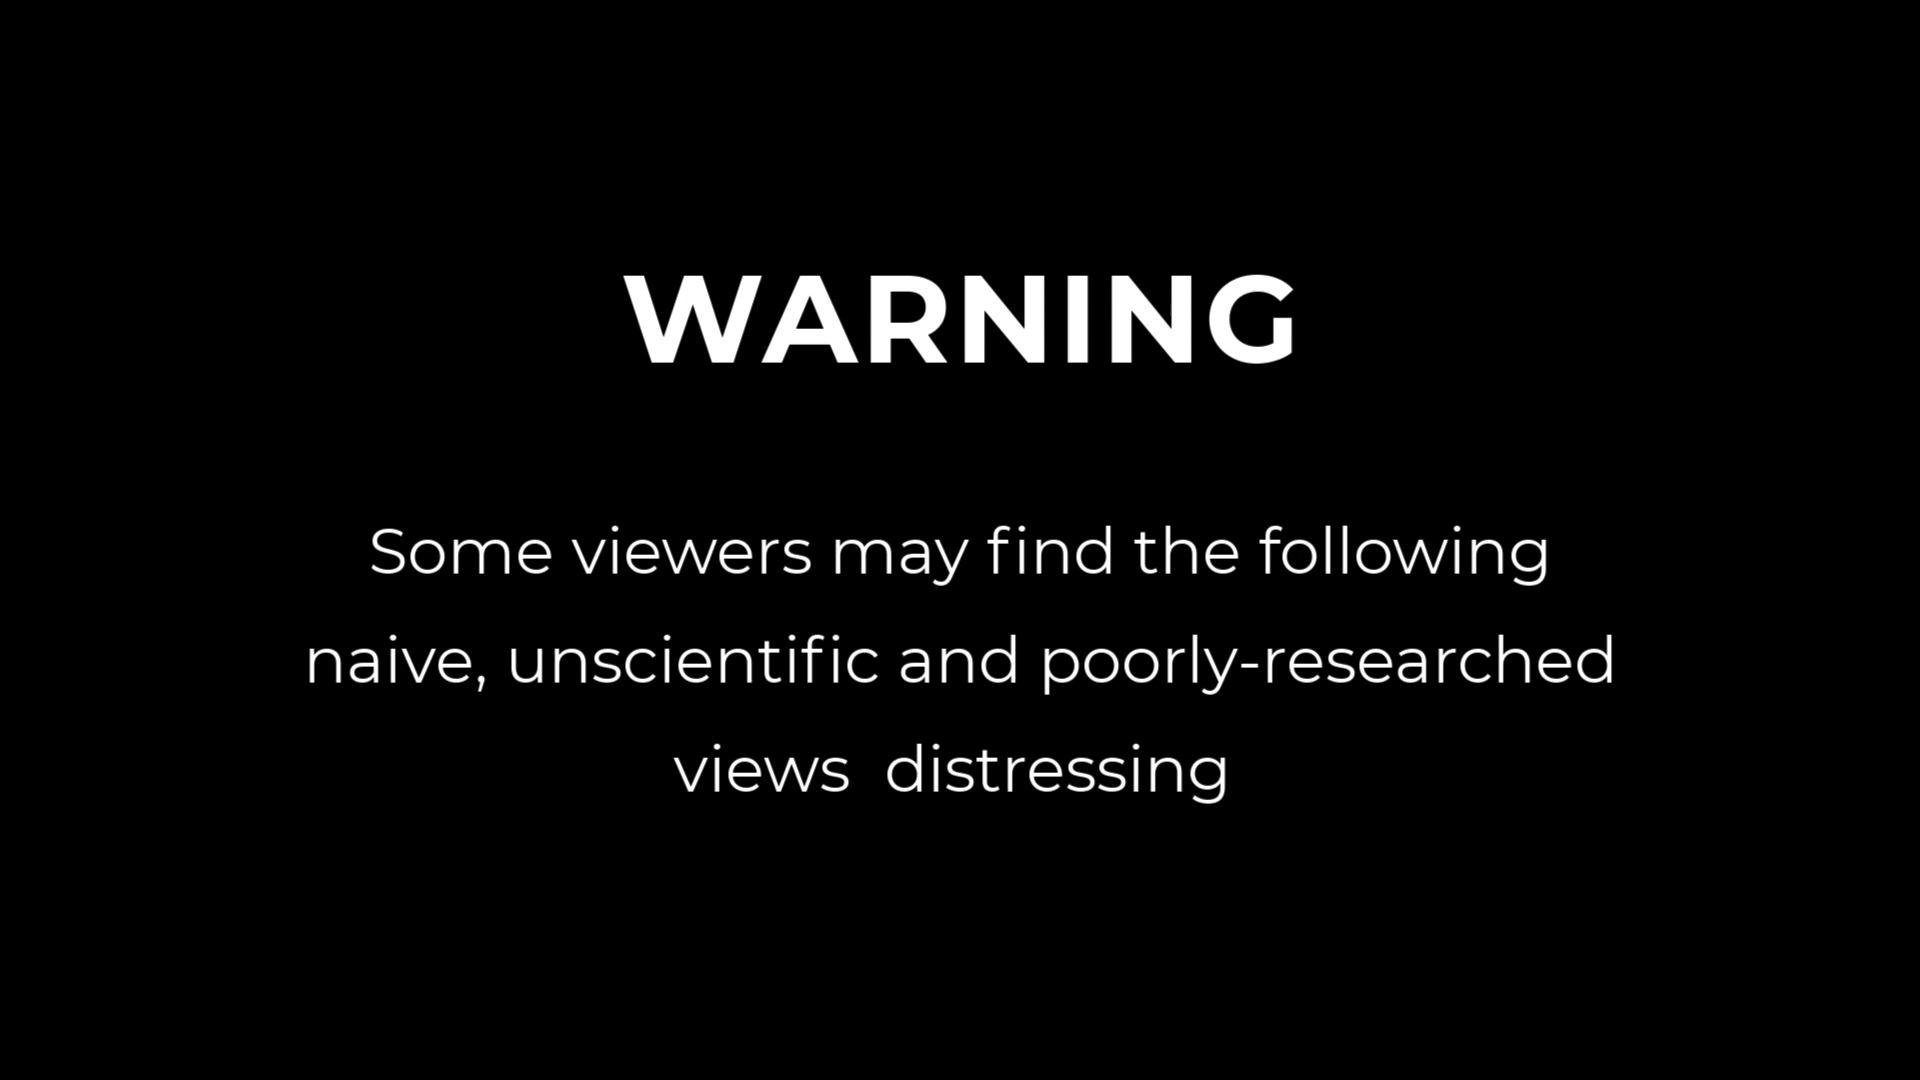 WARNING
Some viewers may find the following
naive, unscientific and poorly-researched
views  distressing